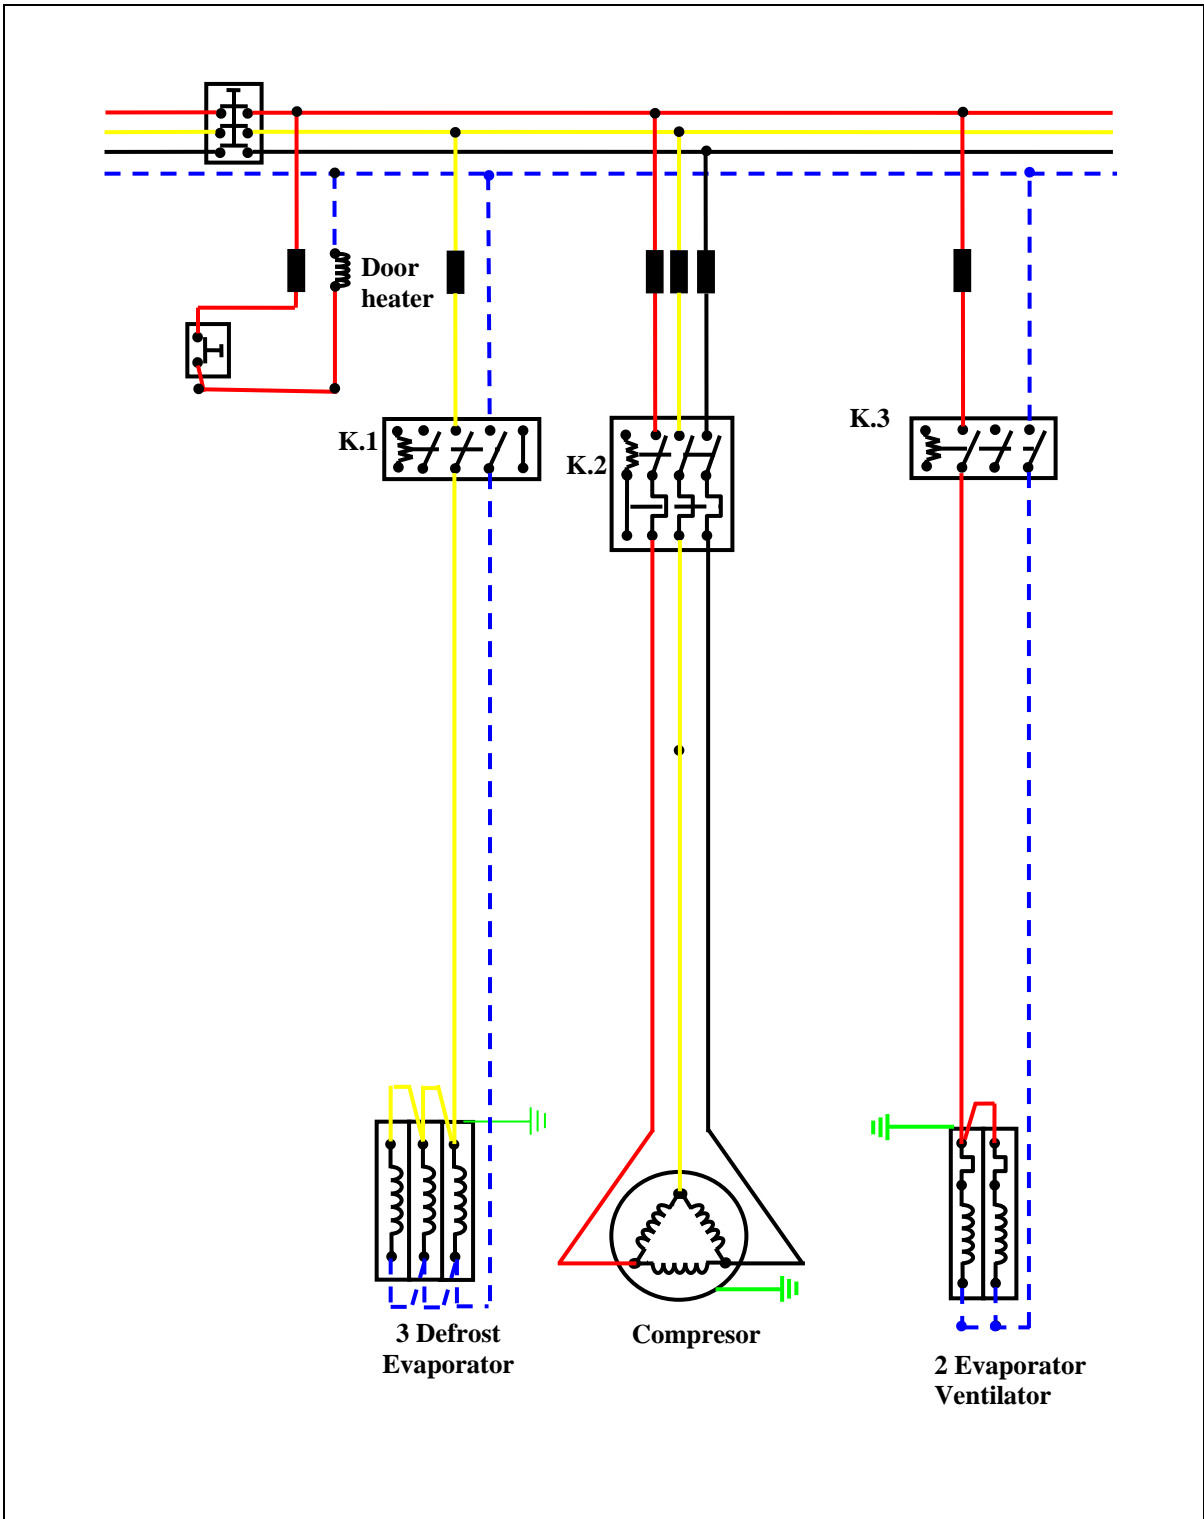 Door
heater
K.1
K.2
K.3
3 Defrost
Evaporator
Compresor
2 Evaporator
Ventilator